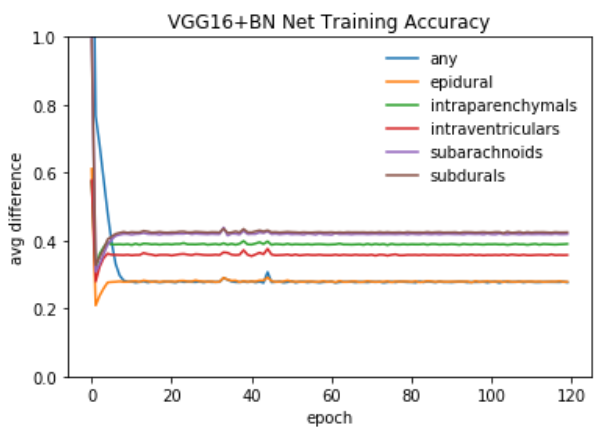 VGG16+BN Net Training Accuracy
avg difference
1.0
0.8
0.6
0.4
0.2
0.0
any
epidural
intraparenchymals
intraventriculars
subarachnoids
subdurals
0 20 40 60 80 100 120
epoch